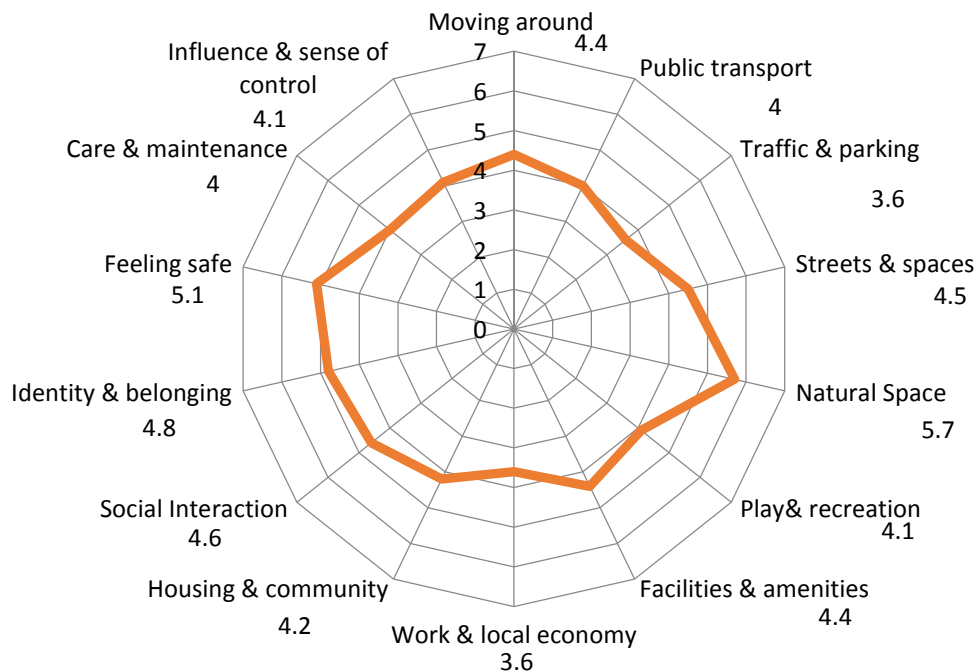 Moving around
4.4
Public transport
4
Traffic & parking
3.6
Streets & spaces
4.5
Natural Space
5.7
Play& recreation
4.1
Facilities & amenities
4.4
Work & local economy
3.6
Housing & community
4.2
Social Interaction
4.6
Identity & belonging
4.8
Feeling safe
5.1
Care & maintenance
4
Influence & sense of
control
4.1
7
6
5
4
3
2
1
0